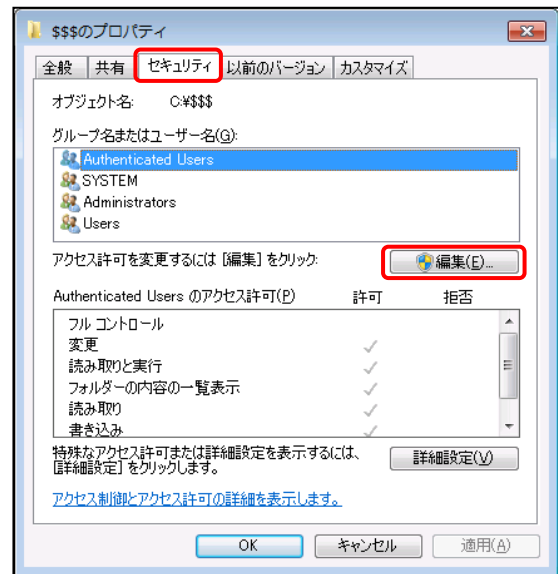 $$$のプロパティ
全般 共有 セキュリティ 以前のバージョン カスタマイズ
オブジェクト名: C:¥$$$
グループ名またはユーザー名(G):
Authenticated Users
SYSTEM
Administrators
Users
アクセス許可を変更するには [編集] をクリック: 編集(E)...
Authenticated Users のアクセス許可(P) 許可 拒否
フル コントロール
変更
読み取りと実行
フォルダーの内容の一覧表示
読み取り
書き込み
特殊なアクセス許可または詳細設定を表示するには、
[詳細設定] をクリックします。 詳細設定(V)
アクセス制御とアクセス許可の詳細を表示します。
OK キャンセル 適用(A)